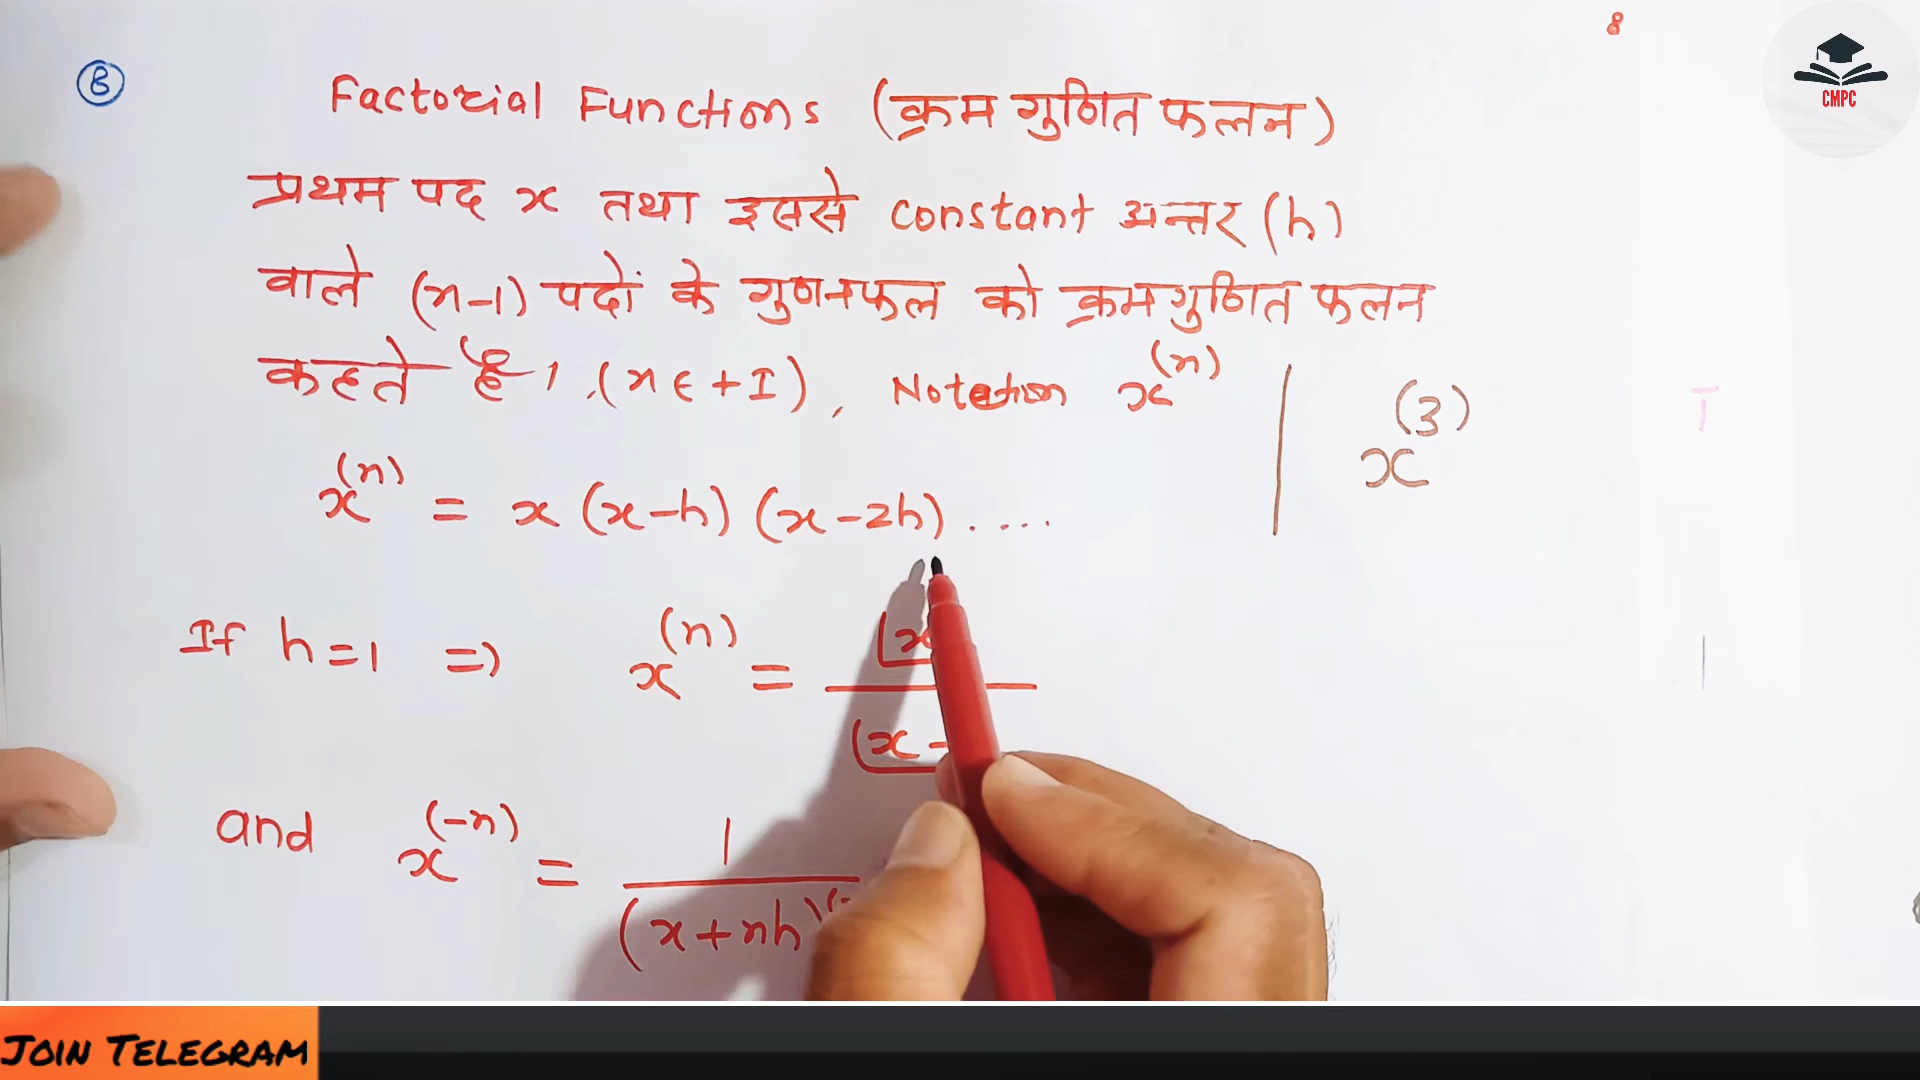 8
CMPC
B Factorial Functions (क्रम गुणित फलन)
प्रथम पद x तथा इससे constant अन्तर (h)
वाले (n-1) पदों के गुणनफल को क्रमगुणित फलन
कहते है । (n ∈ +I), Notation x⁽ⁿ⁾
x⁽³⁾
x⁽ⁿ⁾ = x (x-h) (x-2h) .....
If h=1 => x⁽ⁿ⁾ =
and x⁽⁻ⁿ⁾ = 1 / (x+nh)
JOIN TELEGRAM